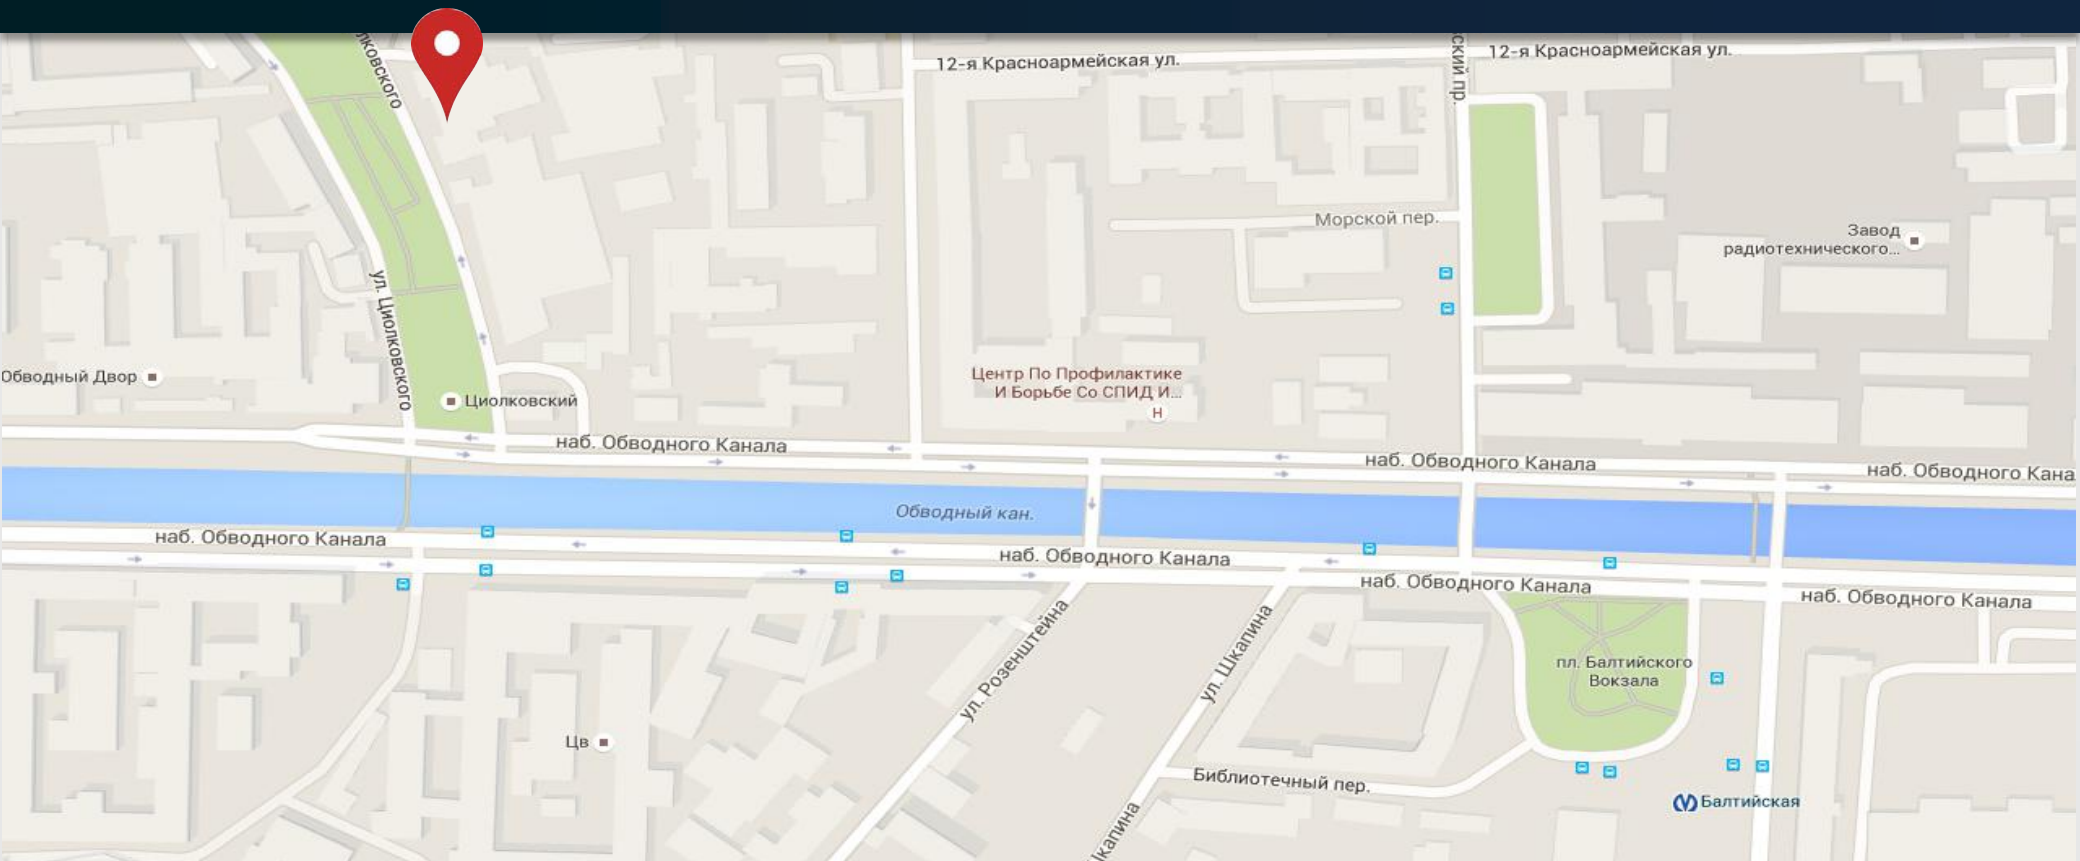 лковского
12-я Красноармейская ул.
ский пр.
12-я Красноармейская ул.
Морской пер.
Завод
радиотехнического...
ул. Циолковского
Обводный Двор
Циолковский
Центр По Профилактике
И Борьбе Со СПИД И...
Н
наб. Обводного Канала
наб. Обводного Канала
наб. Обводного Кана
Обводный кан.
наб. Обводного Канала
наб. Обводного Канала
наб. Обводного Канала
наб. Обводного Канала
ул. Розенштейна
ул. Шкапина
пл. Балтийского
Вокзала
Цв
Библиотечный пер.
Балтийская
Шкапина